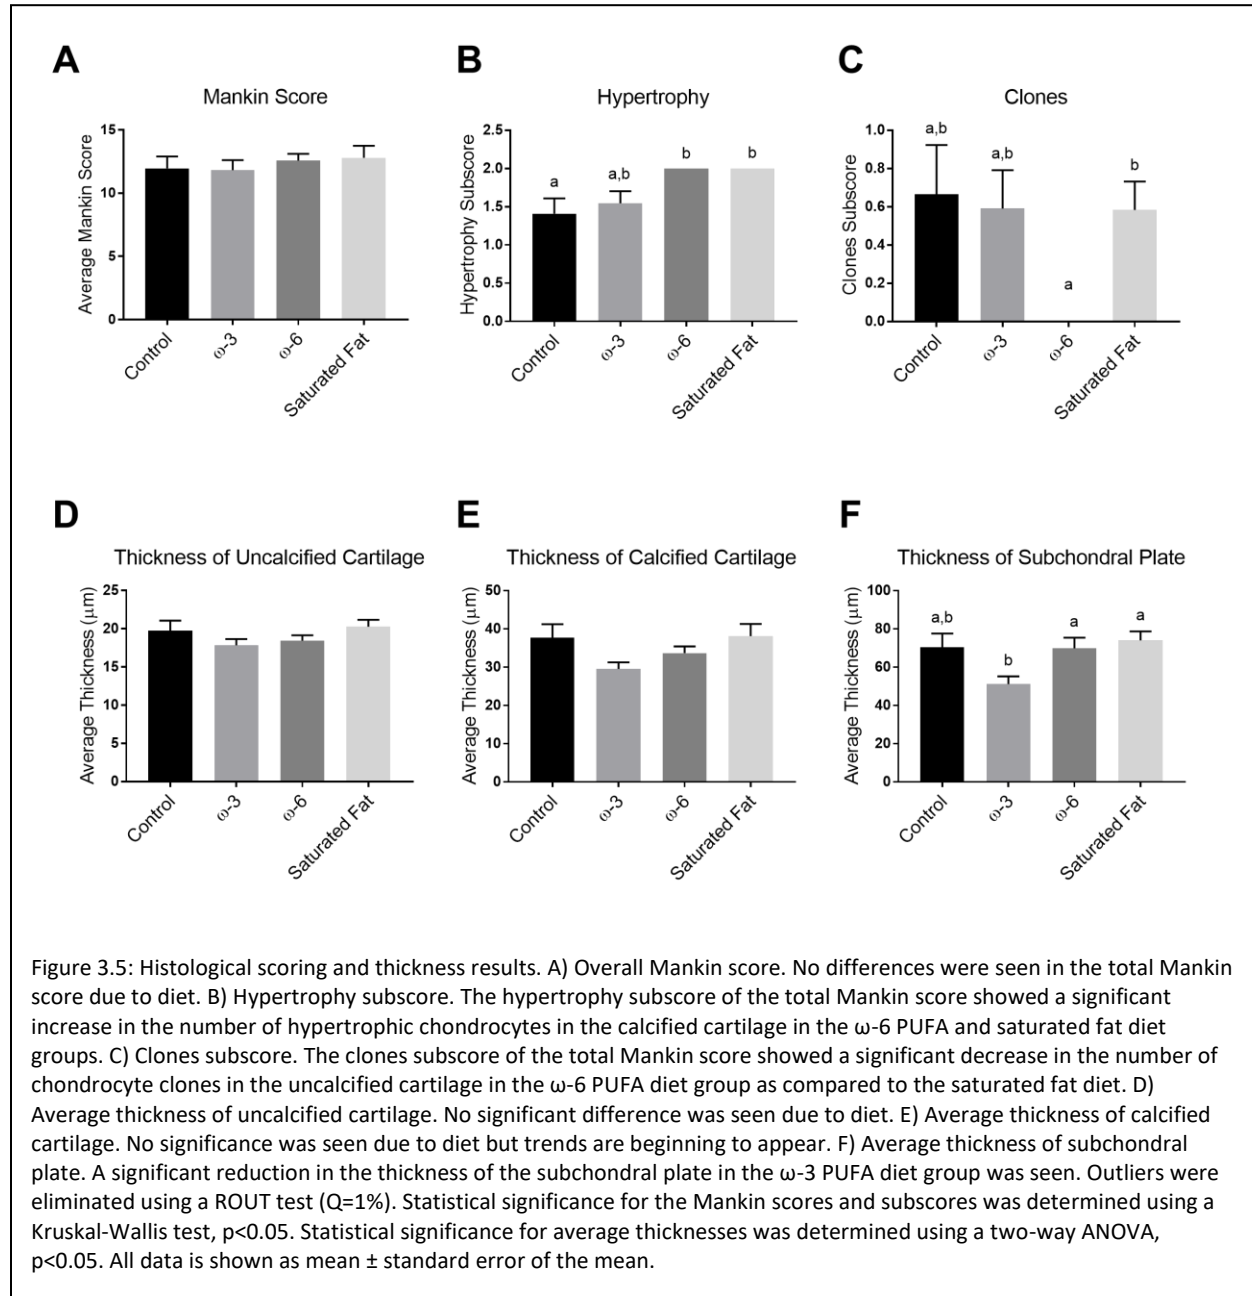 A
Mankin Score
Average Mankin Score
15
10
5
0
Control
ω-3
ω-6
Saturated Fat
B
Hypertrophy
Hypertrophy Subscore
2.5
2.0
1.5
1.0
0.5
0.0
a
a,b
b
b
Control
ω-3
ω-6
Saturated Fat
C
Clones
Clones Subscore
1.0
0.8
0.6
0.4
0.2
0.0
a,b
a,b
a
b
Control
ω-3
ω-6
Saturated Fat
D
Thickness of Uncalcified Cartilage
Average Thickness (μm)
25
20
15
10
5
0
Control
ω-3
ω-6
Saturated Fat
E
Thickness of Calcified Cartilage
Average Thickness (μm)
50
40
30
20
10
0
Control
ω-3
ω-6
Saturated Fat
F
Thickness of Subchondral Plate
Average Thickness (μm)
100
80
60
40
20
0
a,b
b
a
a
Control
ω-3
ω-6
Saturated Fat
Figure 3.5: Histological scoring and thickness results. A) Overall Mankin score. No differences were seen in the total Mankin
score due to diet. B) Hypertrophy subscore. The hypertrophy subscore of the total Mankin score showed a significant
increase in the number of hypertrophic chondrocytes in the calcified cartilage in the ω-6 PUFA and saturated fat diet
groups. C) Clones subscore. The clones subscore of the total Mankin score showed a significant decrease in the number of
chondrocyte clones in the uncalcified cartilage in the ω-6 PUFA diet group as compared to the saturated fat diet. D)
Average thickness of uncalcified cartilage. No significant difference was seen due to diet. E) Average thickness of calcified
cartilage. No significance was seen due to diet but trends are beginning to appear. F) Average thickness of subchondral
plate. A significant reduction in the thickness of the subchondral plate in the ω-3 PUFA diet group was seen. Outliers were
eliminated using a ROUT test (Q=1%). Statistical significance for the Mankin scores and subscores was determined using a
Kruskal-Wallis test, p<0.05. Statistical significance for average thicknesses was determined using a two-way ANOVA,
p<0.05. All data is shown as mean ± standard error of the mean.